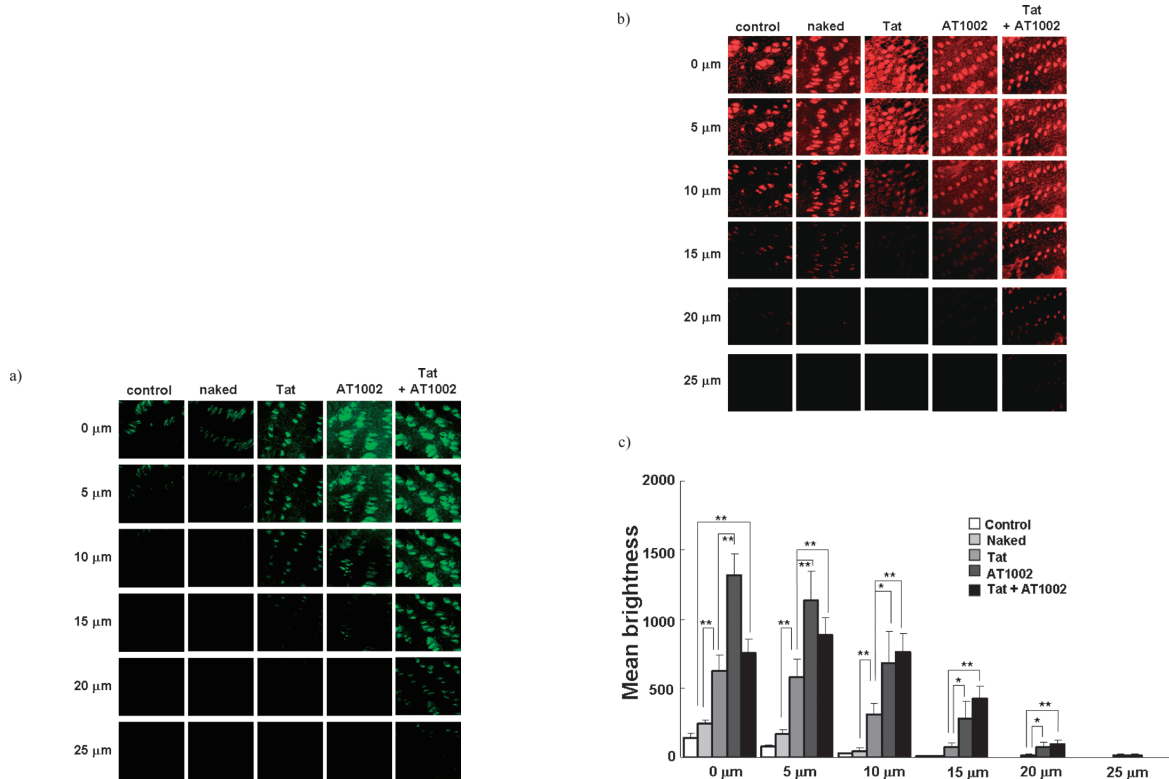 b)
control naked Tat AT1002 Tat
+ AT1002
0 μm
5 μm
10 μm
15 μm
20 μm
25 μm
a)
control naked Tat AT1002 Tat
+ AT1002
0 μm
5 μm
10 μm
15 μm
20 μm
25 μm
c)
Mean brightness
2000
1500
1000
500
0
Control
Naked
Tat
AT1002
Tat + AT1002
** ** **
** ** **
** * **
* **
* **
0 μm 5 μm 10 μm 15 μm 20 μm 25 μm